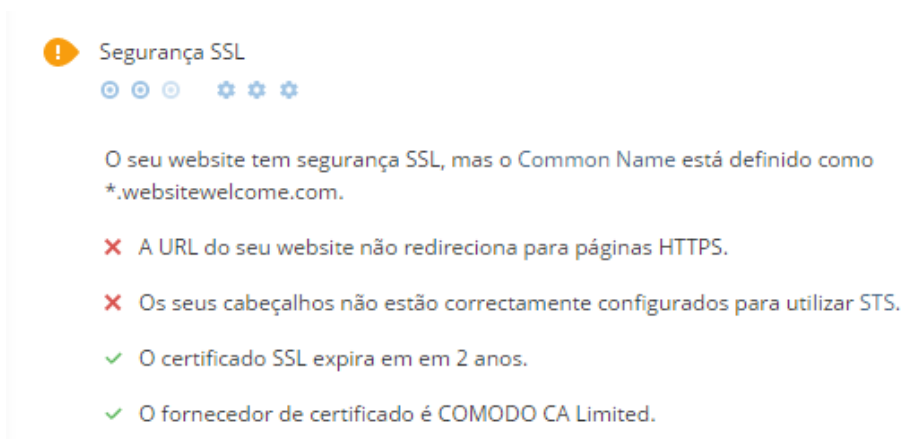 Segurança SSL
O seu website tem segurança SSL, mas o Common Name está definido como
*.websitewelcome.com.
A URL do seu website não redireciona para páginas HTTPS.
Os seus cabeçalhos não estão correctamente configurados para utilizar STS.
O certificado SSL expira em em 2 anos.
O fornecedor de certificado é COMODO CA Limited.